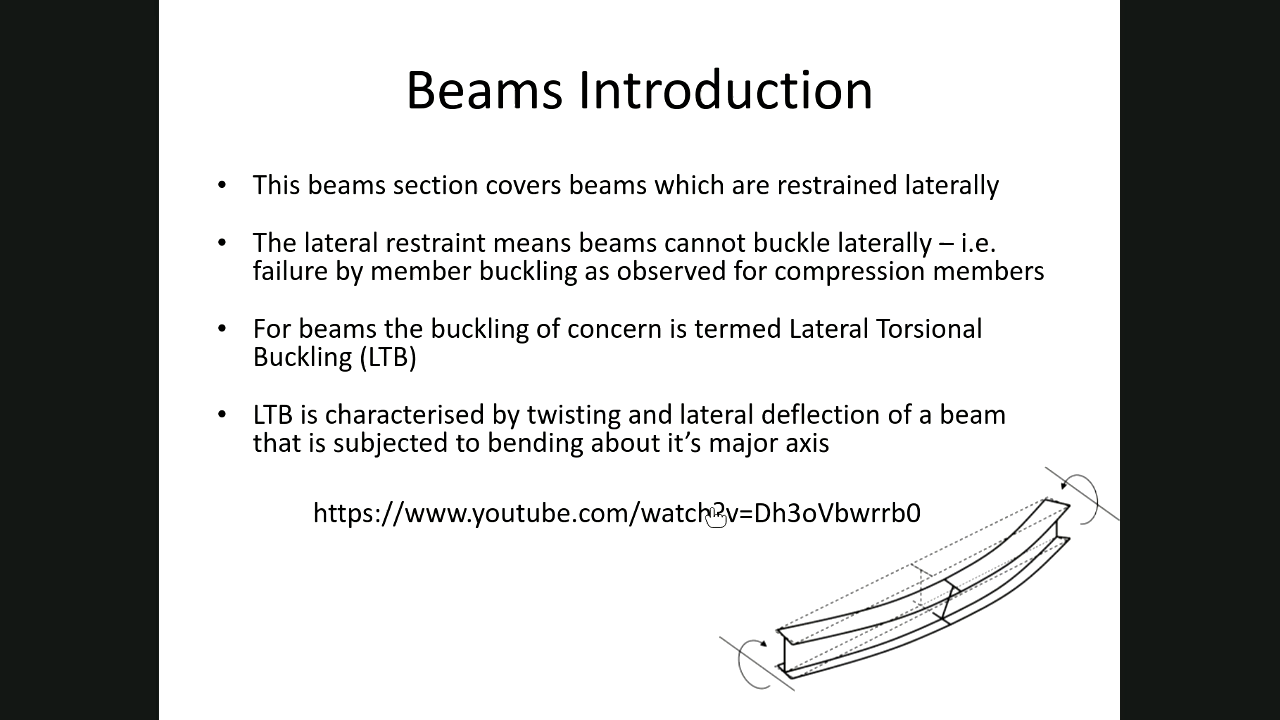 Beams Introduction
• This beams section covers beams which are restrained laterally
• The lateral restraint means beams cannot buckle laterally – i.e.
failure by member buckling as observed for compression members
• For beams the buckling of concern is termed Lateral Torsional
Buckling (LTB)
• LTB is characterised by twisting and lateral deflection of a beam
that is subjected to bending about it’s major axis
https://www.youtube.com/watch?v=Dh3oVbwrrb0